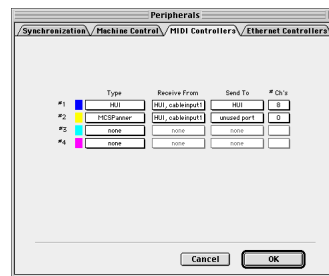 Peripherals
Synchronization Machine Control MIDI Controllers Ethernet Controllers
Type Receive From Send To # Ch's
#1 HUI HUI, cableinput1 HUI 8
#2 MCSPanner HUI, cableinput1 unused port 0
#3 none none none
#4 none none none
Cancel OK